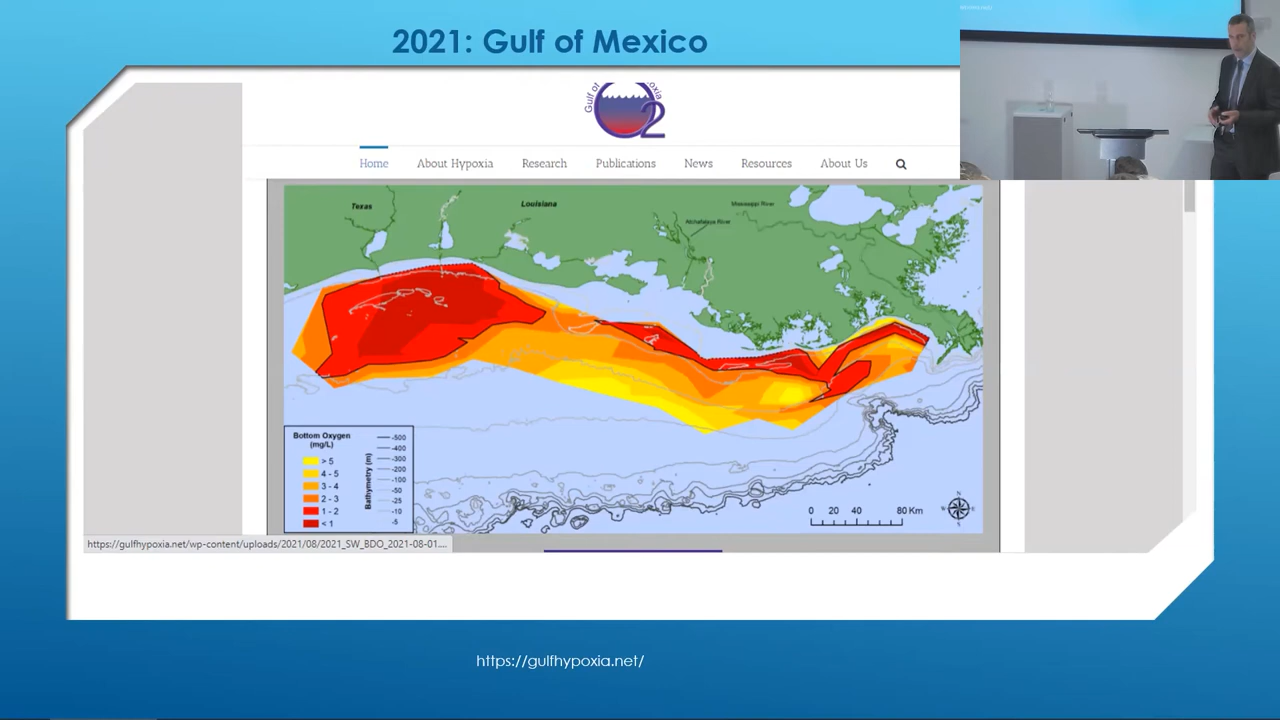 2021: Gulf of Mexico
Gulf of
oxia
O2
Home About Hypoxia Research Publications News Resources About Us
Texas
Louisiana
Mississippi River
Atchafalaya River
Bottom Oxygen
(mg/L)
> 5
4 - 5
3 - 4
2 - 3
1 - 2
< 1
Bathymetry (m)
-500
-400
-300
-200
-100
-50
-25
-10
-5
0 20 40 80 Km
N
W E
S
https://gulfhypoxia.net/wp-content/uploads/2021/08/2021_SW_BDO_2021-08-01....
https://gulfhypoxia.net/